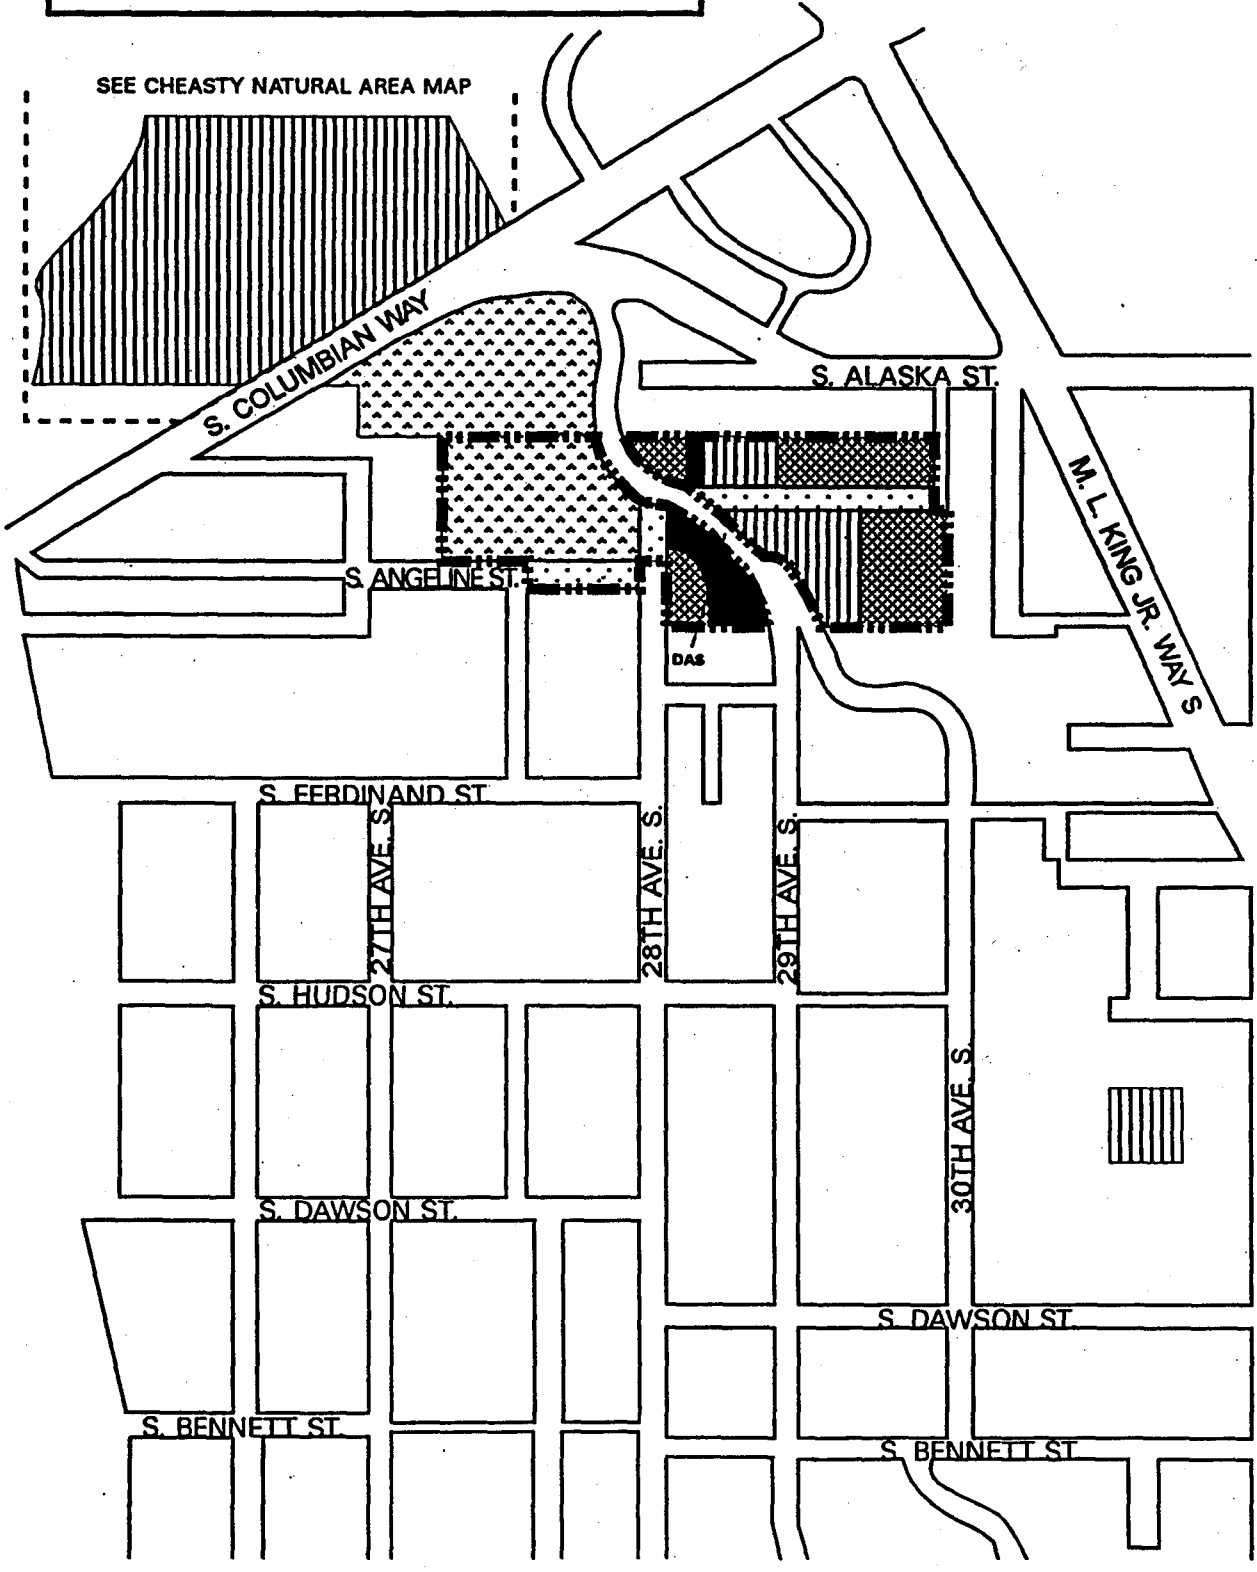 SEE CHEASTY NATURAL AREA MAP
S. COLUMBIAN WAY
S. ALASKA ST.
M. L. KING JR. WAY S
S. ANGELINE ST.
DAS
S. FERDINAND ST.
27TH AVE. S.
28TH AVE. S.
29TH AVE. S.
S. HUDSON ST.
30TH AVE. S.
S. DAWSON ST.
S. DAWSON ST.
S. BENNETT ST.
S. BENNETT ST.